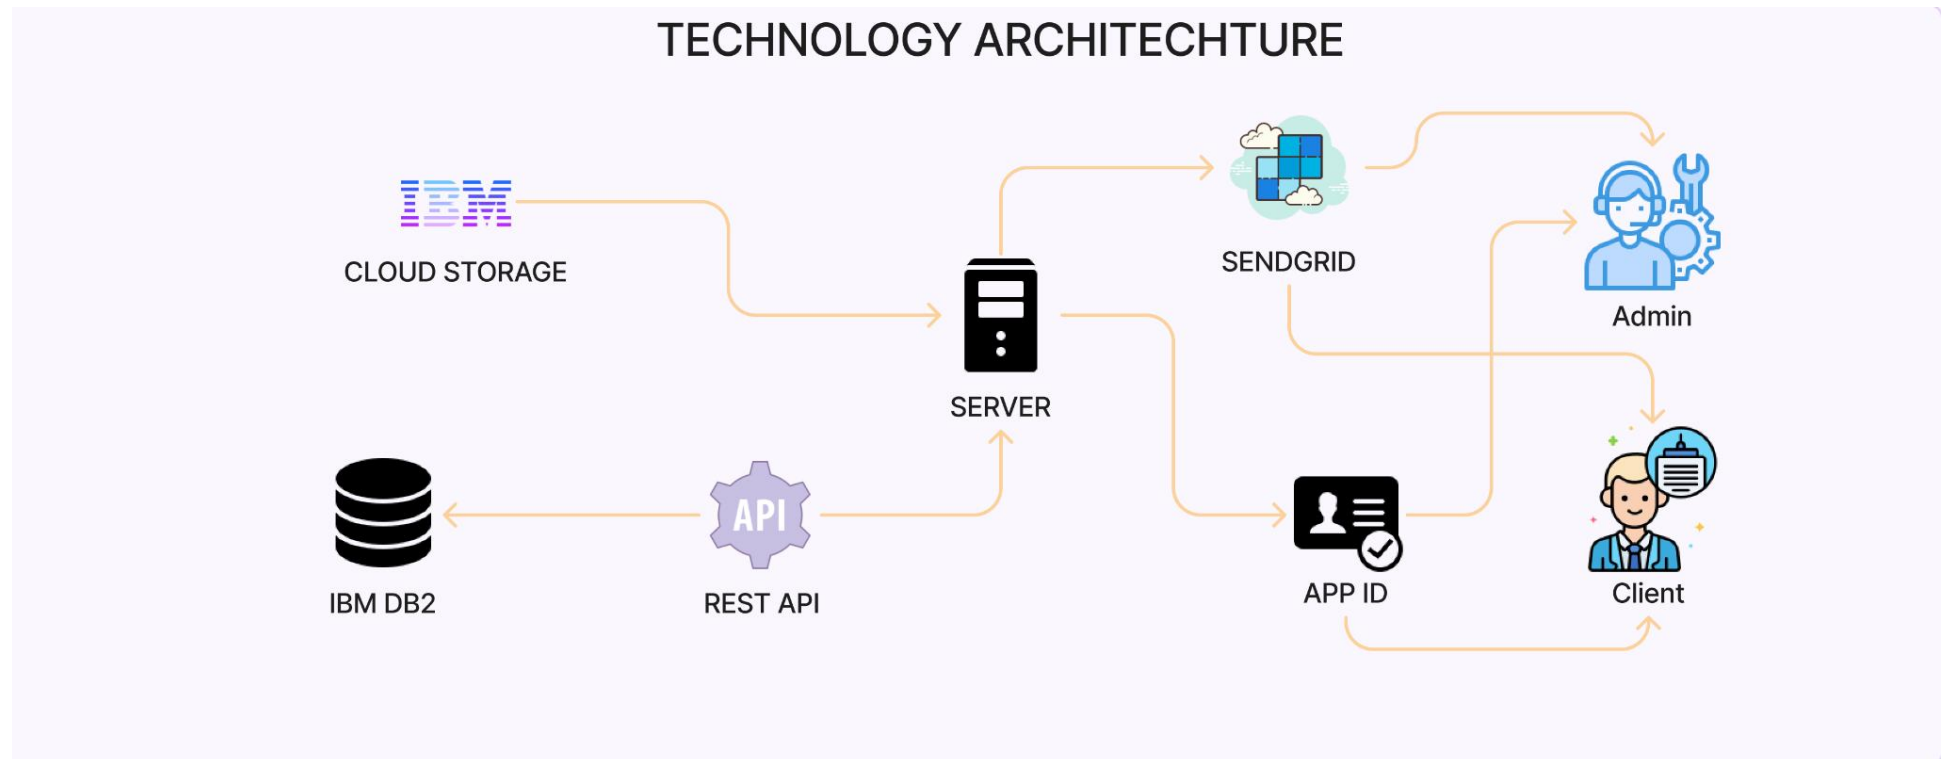 TECHNOLOGY ARCHITECHTURE
IBM
CLOUD STORAGE
SENDGRID
Admin
SERVER
API
IBM DB2
REST API
APP ID
Client